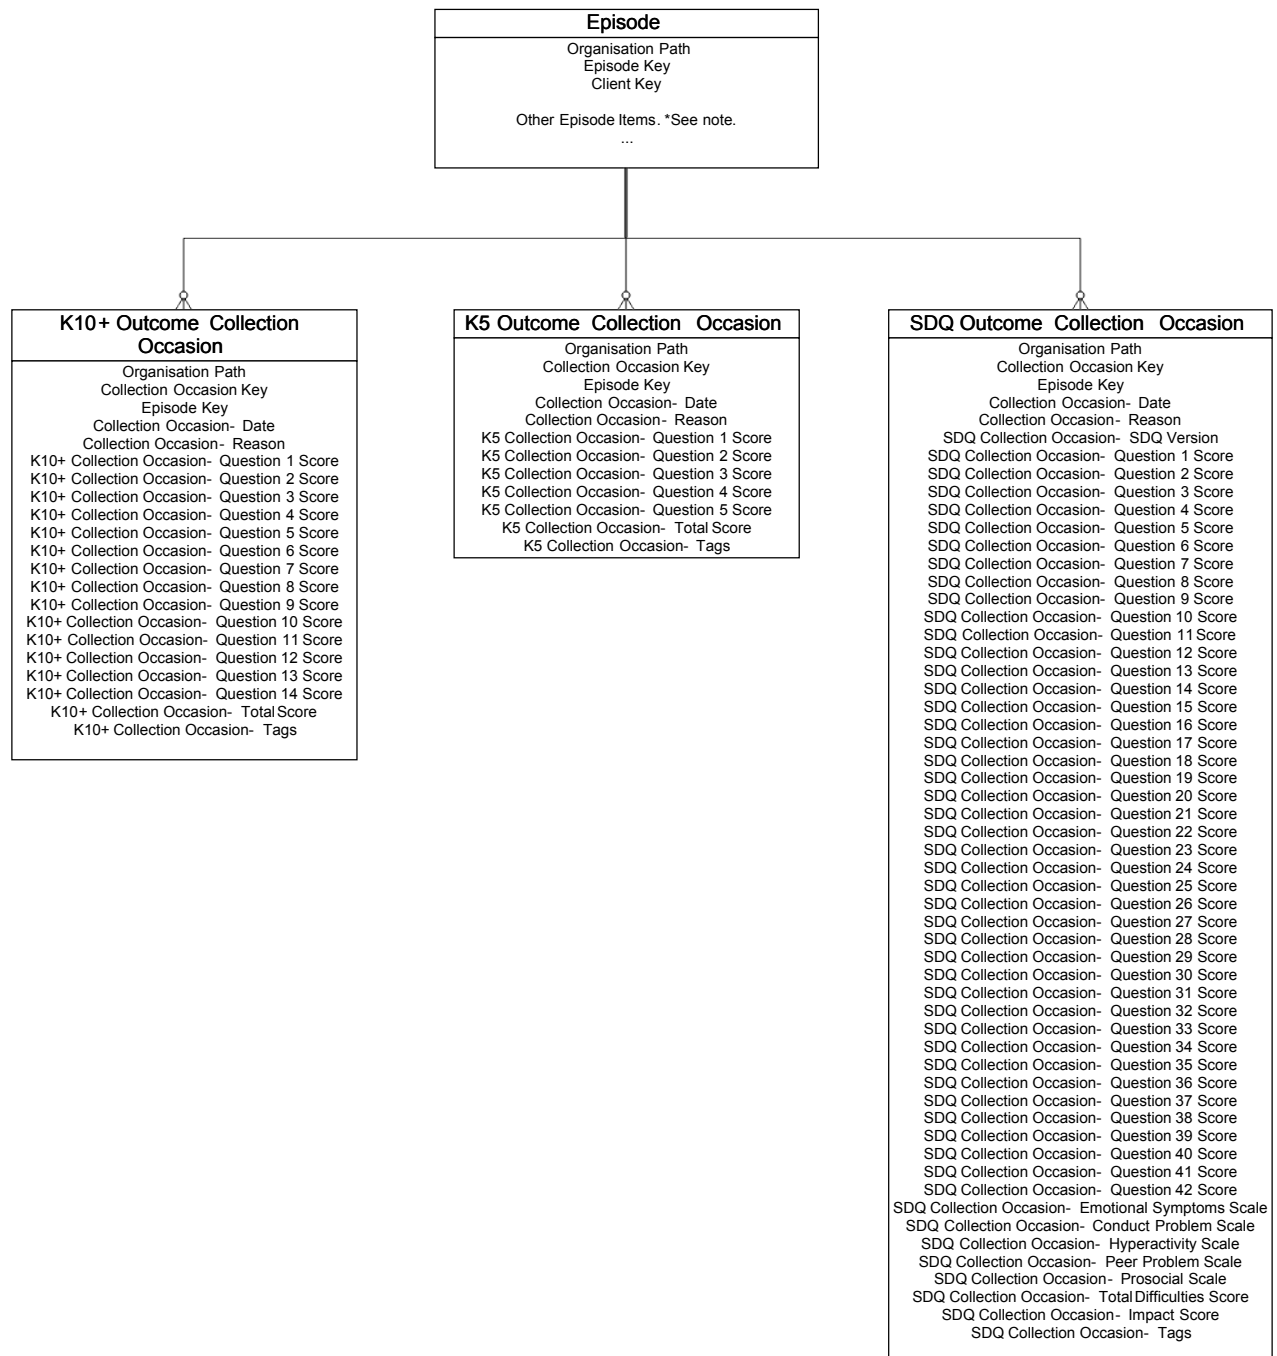 Episode
Organisation Path
Episode Key
Client Key
Other Episode Items. *See note.
...
K10+ Outcome Collection
Occasion
Organisation Path
Collection Occasion Key
Episode Key
Collection Occasion- Date
Collection Occasion- Reason
K10+ Collection Occasion- Question 1 Score
K10+ Collection Occasion- Question 2 Score
K10+ Collection Occasion- Question 3 Score
K10+ Collection Occasion- Question 4 Score
K10+ Collection Occasion- Question 5 Score
K10+ Collection Occasion- Question 6 Score
K10+ Collection Occasion- Question 7 Score
K10+ Collection Occasion- Question 8 Score
K10+ Collection Occasion- Question 9 Score
K10+ Collection Occasion- Question 10 Score
K10+ Collection Occasion- Question 11 Score
K10+ Collection Occasion- Question 12 Score
K10+ Collection Occasion- Question 13 Score
K10+ Collection Occasion- Question 14 Score
K10+ Collection Occasion- Total Score
K10+ Collection Occasion- Tags
K5 Outcome Collection Occasion
Organisation Path
Collection Occasion Key
Episode Key
Collection Occasion- Date
Collection Occasion- Reason
K5 Collection Occasion- Question 1 Score
K5 Collection Occasion- Question 2 Score
K5 Collection Occasion- Question 3 Score
K5 Collection Occasion- Question 4 Score
K5 Collection Occasion- Question 5 Score
K5 Collection Occasion- Total Score
K5 Collection Occasion- Tags
SDQ Outcome Collection Occasion
Organisation Path
Collection Occasion Key
Episode Key
Collection Occasion- Date
Collection Occasion- Reason
SDQ Collection Occasion- SDQ Version
SDQ Collection Occasion- Question 1 Score
SDQ Collection Occasion- Question 2 Score
SDQ Collection Occasion- Question 3 Score
SDQ Collection Occasion- Question 4 Score
SDQ Collection Occasion- Question 5 Score
SDQ Collection Occasion- Question 6 Score
SDQ Collection Occasion- Question 7 Score
SDQ Collection Occasion- Question 8 Score
SDQ Collection Occasion- Question 9 Score
SDQ Collection Occasion- Question 10 Score
SDQ Collection Occasion- Question 11 Score
SDQ Collection Occasion- Question 12 Score
SDQ Collection Occasion- Question 13 Score
SDQ Collection Occasion- Question 14 Score
SDQ Collection Occasion- Question 15 Score
SDQ Collection Occasion- Question 16 Score
SDQ Collection Occasion- Question 17 Score
SDQ Collection Occasion- Question 18 Score
SDQ Collection Occasion- Question 19 Score
SDQ Collection Occasion- Question 20 Score
SDQ Collection Occasion- Question 21 Score
SDQ Collection Occasion- Question 22 Score
SDQ Collection Occasion- Question 23 Score
SDQ Collection Occasion- Question 24 Score
SDQ Collection Occasion- Question 25 Score
SDQ Collection Occasion- Question 26 Score
SDQ Collection Occasion- Question 27 Score
SDQ Collection Occasion- Question 28 Score
SDQ Collection Occasion- Question 29 Score
SDQ Collection Occasion- Question 30 Score
SDQ Collection Occasion- Question 31 Score
SDQ Collection Occasion- Question 32 Score
SDQ Collection Occasion- Question 33 Score
SDQ Collection Occasion- Question 34 Score
SDQ Collection Occasion- Question 35 Score
SDQ Collection Occasion- Question 36 Score
SDQ Collection Occasion- Question 37 Score
SDQ Collection Occasion- Question 38 Score
SDQ Collection Occasion- Question 39 Score
SDQ Collection Occasion- Question 40 Score
SDQ Collection Occasion- Question 41 Score
SDQ Collection Occasion- Question 42 Score
SDQ Collection Occasion- Emotional Symptoms Scale
SDQ Collection Occasion- Conduct Problem Scale
SDQ Collection Occasion- Hyperactivity Scale
SDQ Collection Occasion- Peer Problem Scale
SDQ Collection Occasion- Prosocial Scale
SDQ Collection Occasion- Total Difficulties Score
SDQ Collection Occasion- Impact Score
SDQ Collection Occasion- Tags